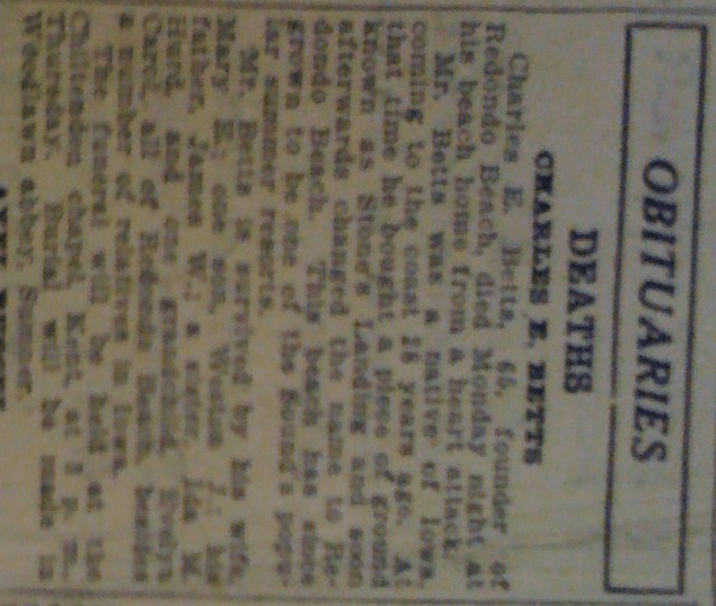 OBITUARIES
DEATHS
CHARLES E. BETTS
Charles E. Betts, 65, founder of
Redondo Beach, died Monday night at
his beach home from a heart attack.
Mr. Betts was a native of Iowa,
coming to the coast 28 years ago. At
that time he bought a piece of ground
known as Stone's Landing and soon
afterwards changed the name to Re-
dondo Beach. This beach has since
grown to be one of the Sound's popu-
lar summer resorts.
Mr. Betts is survived by his wife,
Mary E.; one son, Weston J.; his
father, James W.; a sister, Ida M.
Hurd, and one grandchild, Evelyn
Carol, all of Redondo Beach, besides
a number of relatives in Iowa.
The funeral will be held at the
Chittenden chapel, Kent, at 1 p. m.,
Thursday. Burial will be made in
Woodlawn abbey, Sumner.